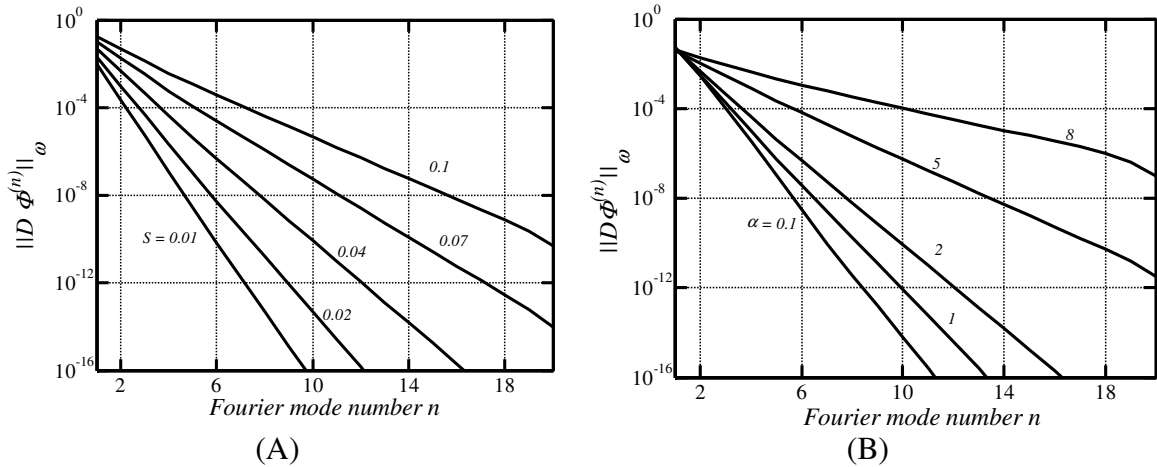 10^0
10^-4
10^-8
10^-12
10^-16
||D Φ^(n)||_ω
0.1
0.07
0.04
0.02
S = 0.01
2 6 10 14 18
Fourier mode number n
(A)
10^0
10^-4
10^-8
10^-12
10^-16
||D Φ^(n)||_ω
8
5
2
1
α = 0.1
2 6 10 14 18
Fourier mode number n
(B)